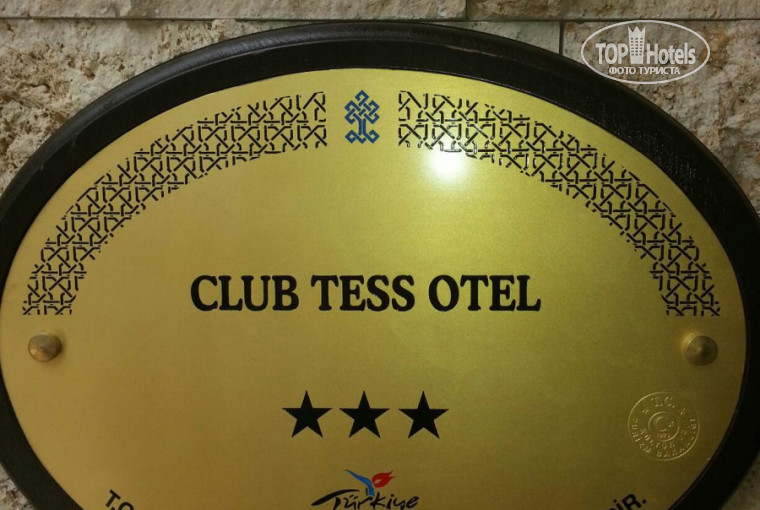 TOP Hotels
ФОТО ТУРИСТА
CLUB TESS OTEL
T.C.
Türkiye